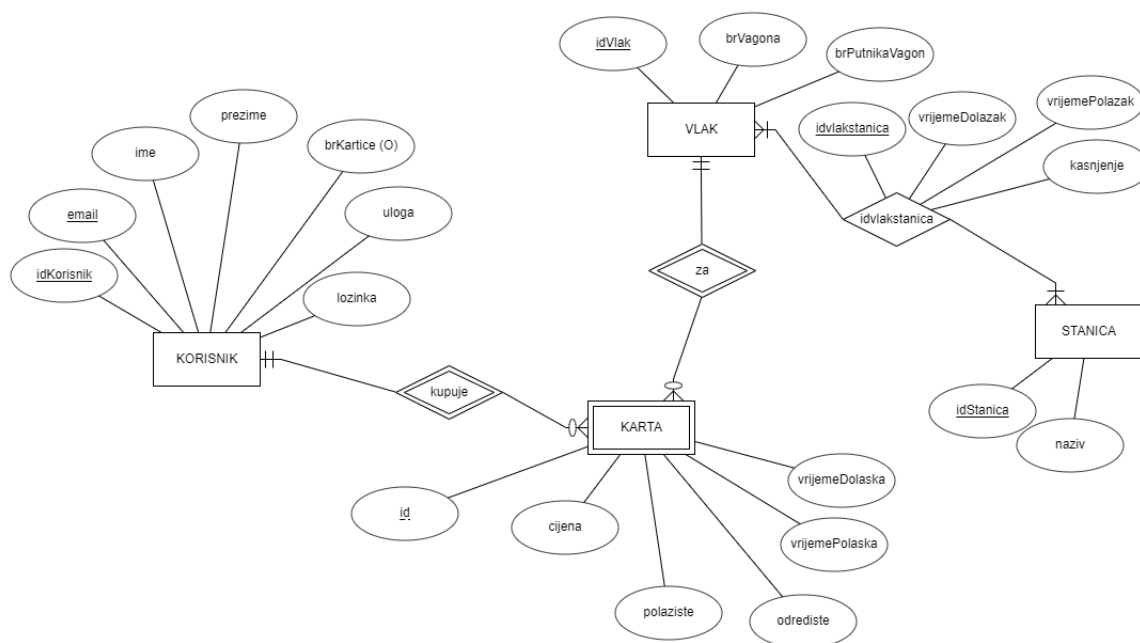 idVlak
brVagona
brPutnikaVagon
VLAK
idvlakstanica
vrijemeDolazak
vrijemePolazak
kasnjenje
idvlakstanica
prezime
ime
brKartice (O)
email
uloga
idKorisnik
lozinka
KORISNIK
za
STANICA
kupuje
KARTA
idStanica
naziv
id
cijena
vrijemeDolaska
vrijemePolaska
polaziste
odrediste